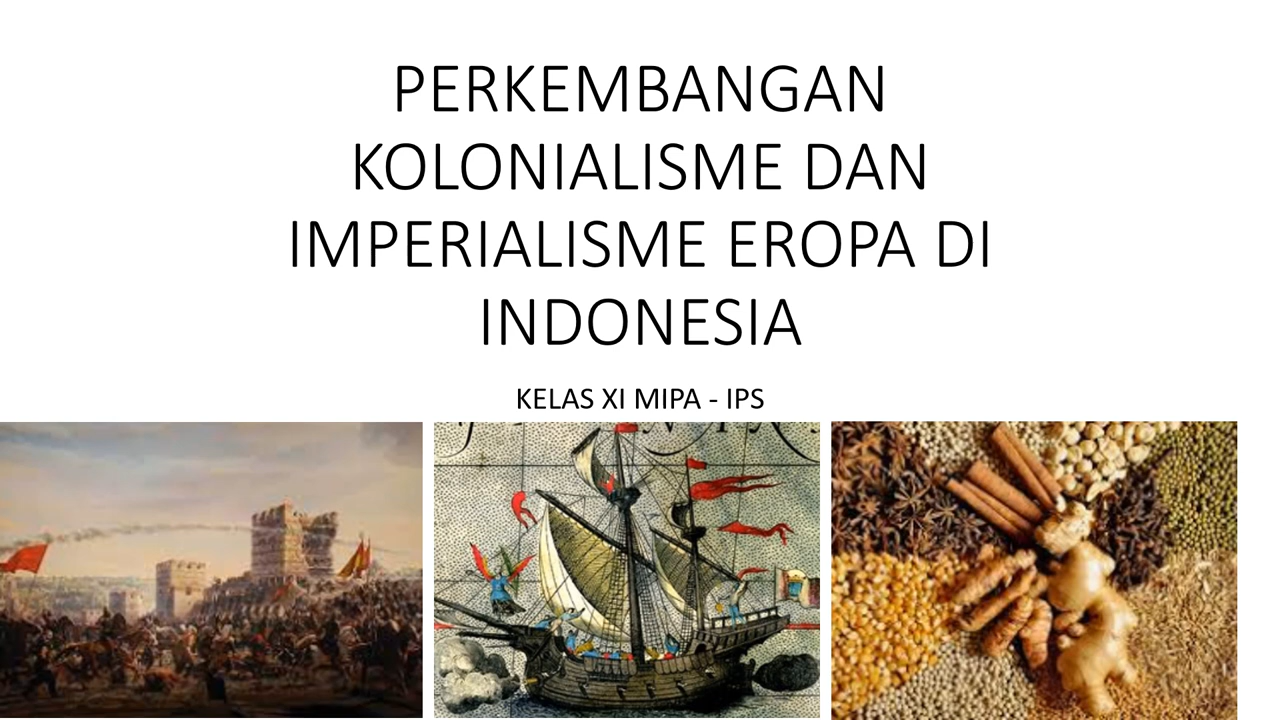 PERKEMBANGAN
KOLONIALISME DAN
IMPERIALISME EROPA DI
INDONESIA
KELAS XI MIPA - IPS